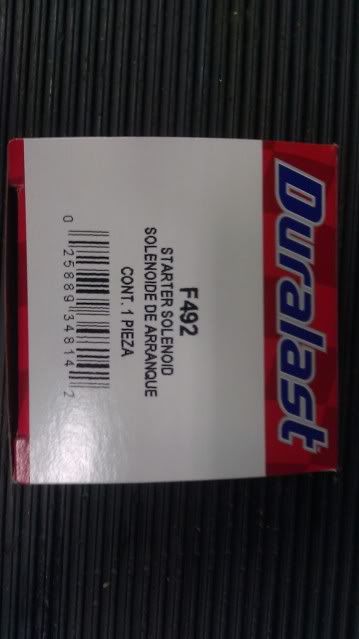 Duralast
F492
STARTER SOLENOID
SOLENOIDE DE ARRANQUE
CONT. 1 PIEZA
0 25889 34814 2